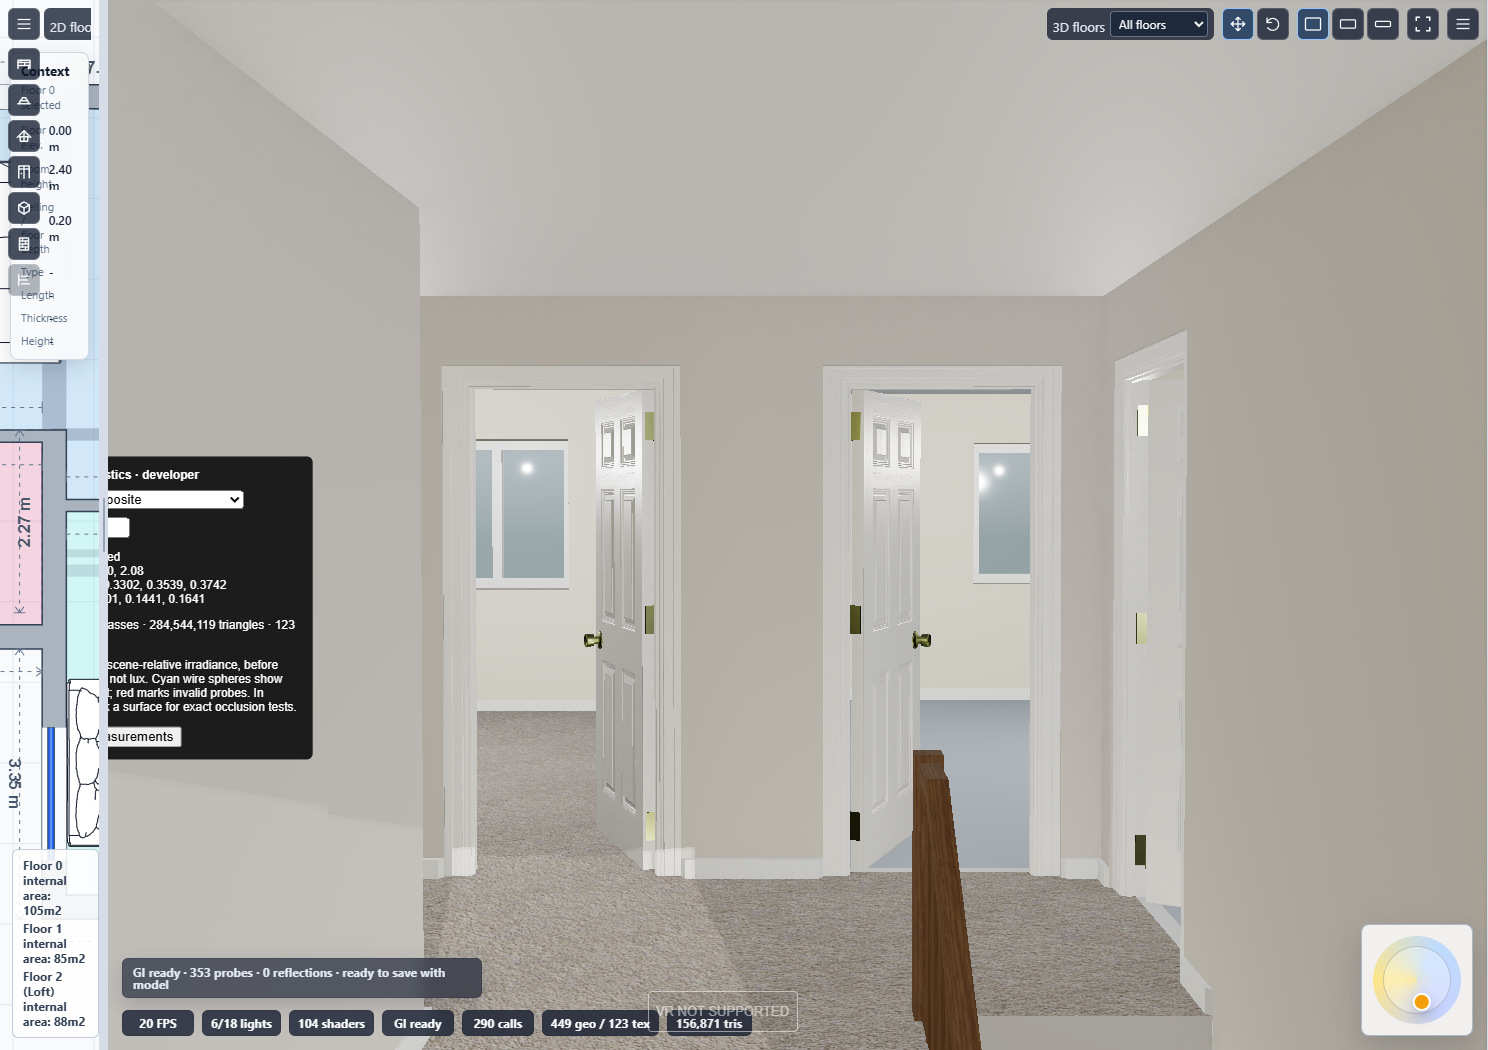 2D floo
Context
Floor 0
selected
0.00
m
2.40
m
height
0.20
m
Type -
Length -
Thickness -
Height -
7.
2.27 m
3.35 m
Floor 0
internal
area:
105m2
Floor 1
internal
area: 85m2
Floor 2
(Loft)
internal
area: 88m2
3D floors All floors
stics · developer
posite
ed
0, 2.08
0.3302, 0.3539, 0.3742
01, 0.1441, 0.1641
asses · 284,544,119 triangles · 123
scene-relative irradiance, before
not lux. Cyan wire spheres show
; red marks invalid probes. In
k a surface for exact occlusion tests.
asurements
GI ready · 353 probes · 0 reflections · ready to save with
model
VR NOT SUPPORTED
20 FPS 6/18 lights 104 shaders GI ready 290 calls 449 geo / 123 tex 156,871 tris